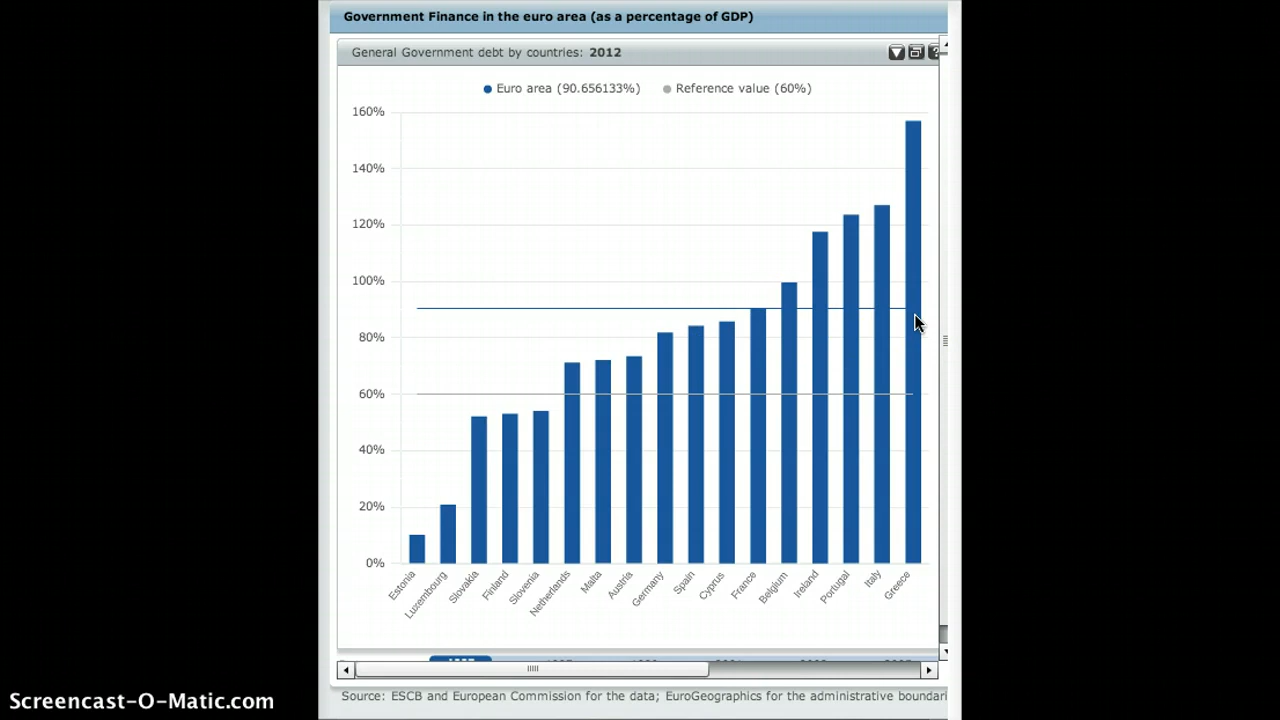 Government Finance in the euro area (as a percentage of GDP)
General Government debt by countries: 2012
Euro area (90.656133%) Reference value (60%)
160%
140%
120%
100%
80%
60%
40%
20%
0%
Estonia Luxembourg Slovakia Finland Slovenia Netherlands Malta Austria Germany Spain Cyprus France Belgium Ireland Portugal Italy Greece
Source: ESCB and European Commission for the data; EuroGeographics for the administrative boundari
Screencast-O-Matic.com